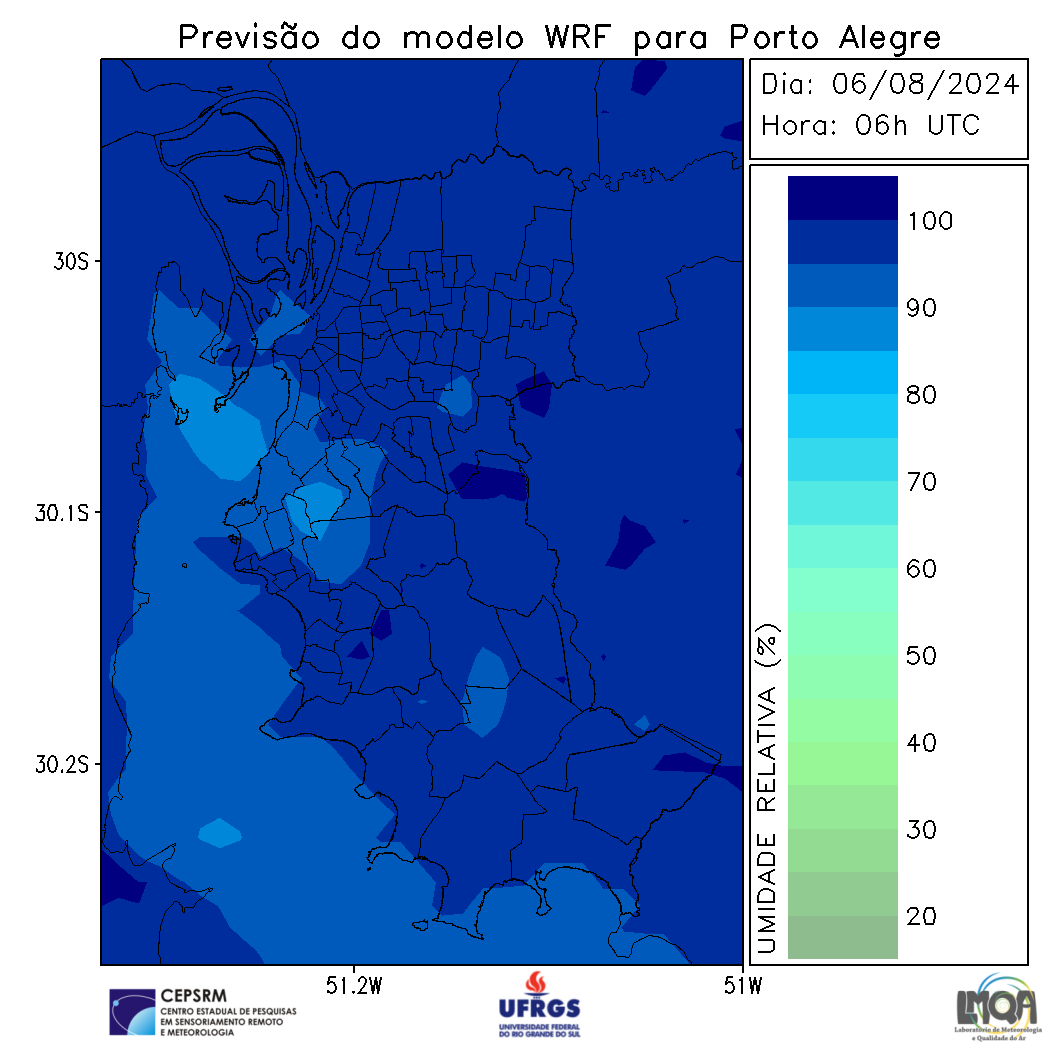 Previsão do modelo WRF para Porto Alegre
Dia: 06/08/2024
Hora: 06h UTC
30S
30.1S
30.2S
51.2W
51W
100
90
80
70
60
50
40
30
20
UMIDADE RELATIVA (%)
CEPSRM
CENTRO ESTADUAL DE PESQUISAS
EM SENSORIAMENTO REMOTO
E METEOROLOGIA
UFRGS
UNIVERSIDADE FEDERAL
DO RIO GRANDE DO SUL
LMQA
Laboratório de Meteorologia
e Qualidade do Ar